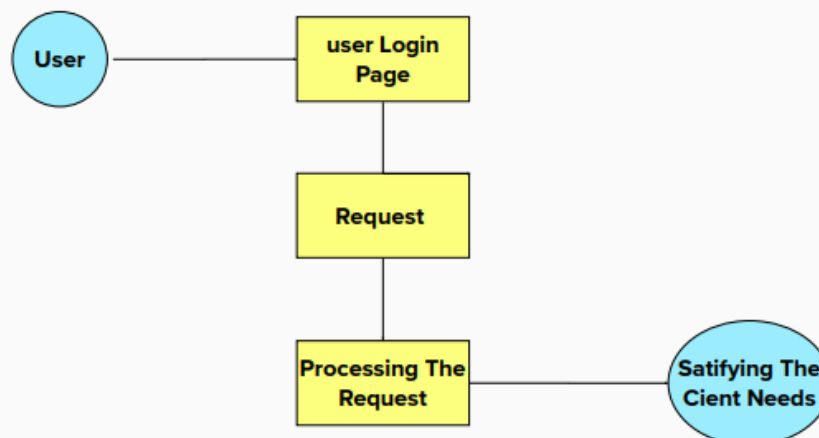 User
user Login
Page
Request
Processing The
Request
Satifying The
Cient Needs